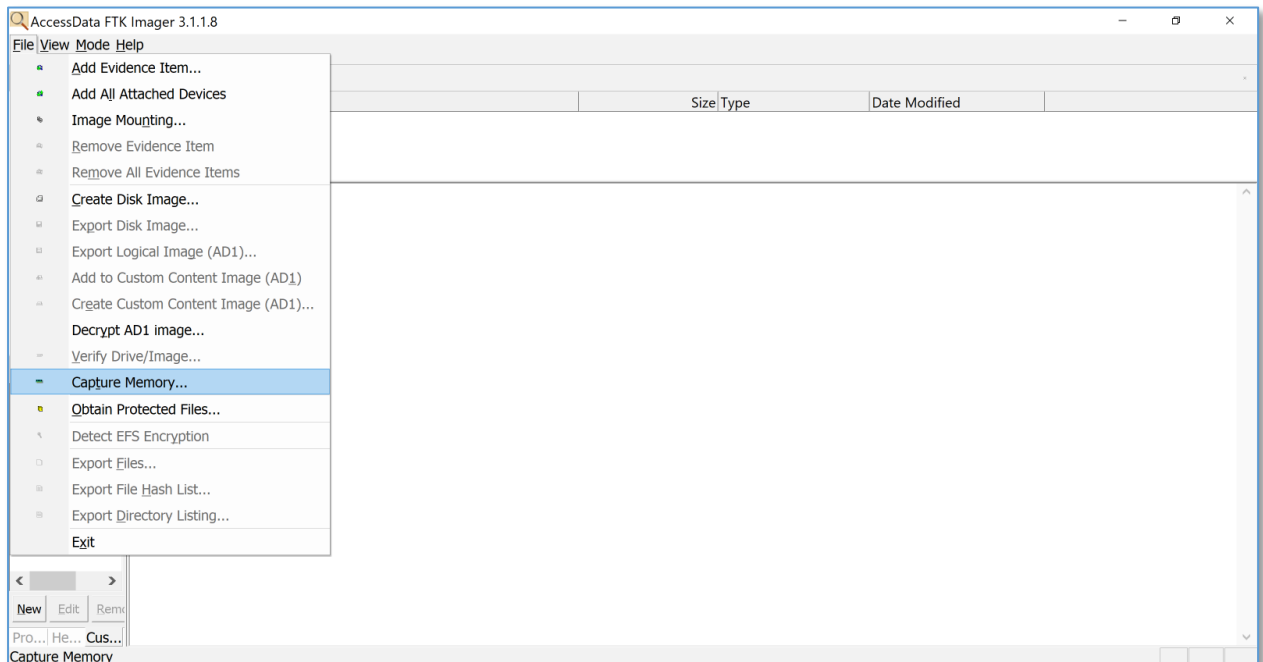 AccessData FTK Imager 3.1.1.8
File View Mode Help
Add Evidence Item...
Add All Attached Devices
Size Type Date Modified
Image Mounting...
Remove Evidence Item
Remove All Evidence Items
Create Disk Image...
Export Disk Image...
Export Logical Image (AD1)...
Add to Custom Content Image (AD1)
Create Custom Content Image (AD1)...
Decrypt AD1 image...
Verify Drive/Image...
Capture Memory...
Obtain Protected Files...
Detect EFS Encryption
Export Files...
Export File Hash List...
Export Directory Listing...
Exit
New Edit Remo
Pro... He... Cus...
Capture Memory